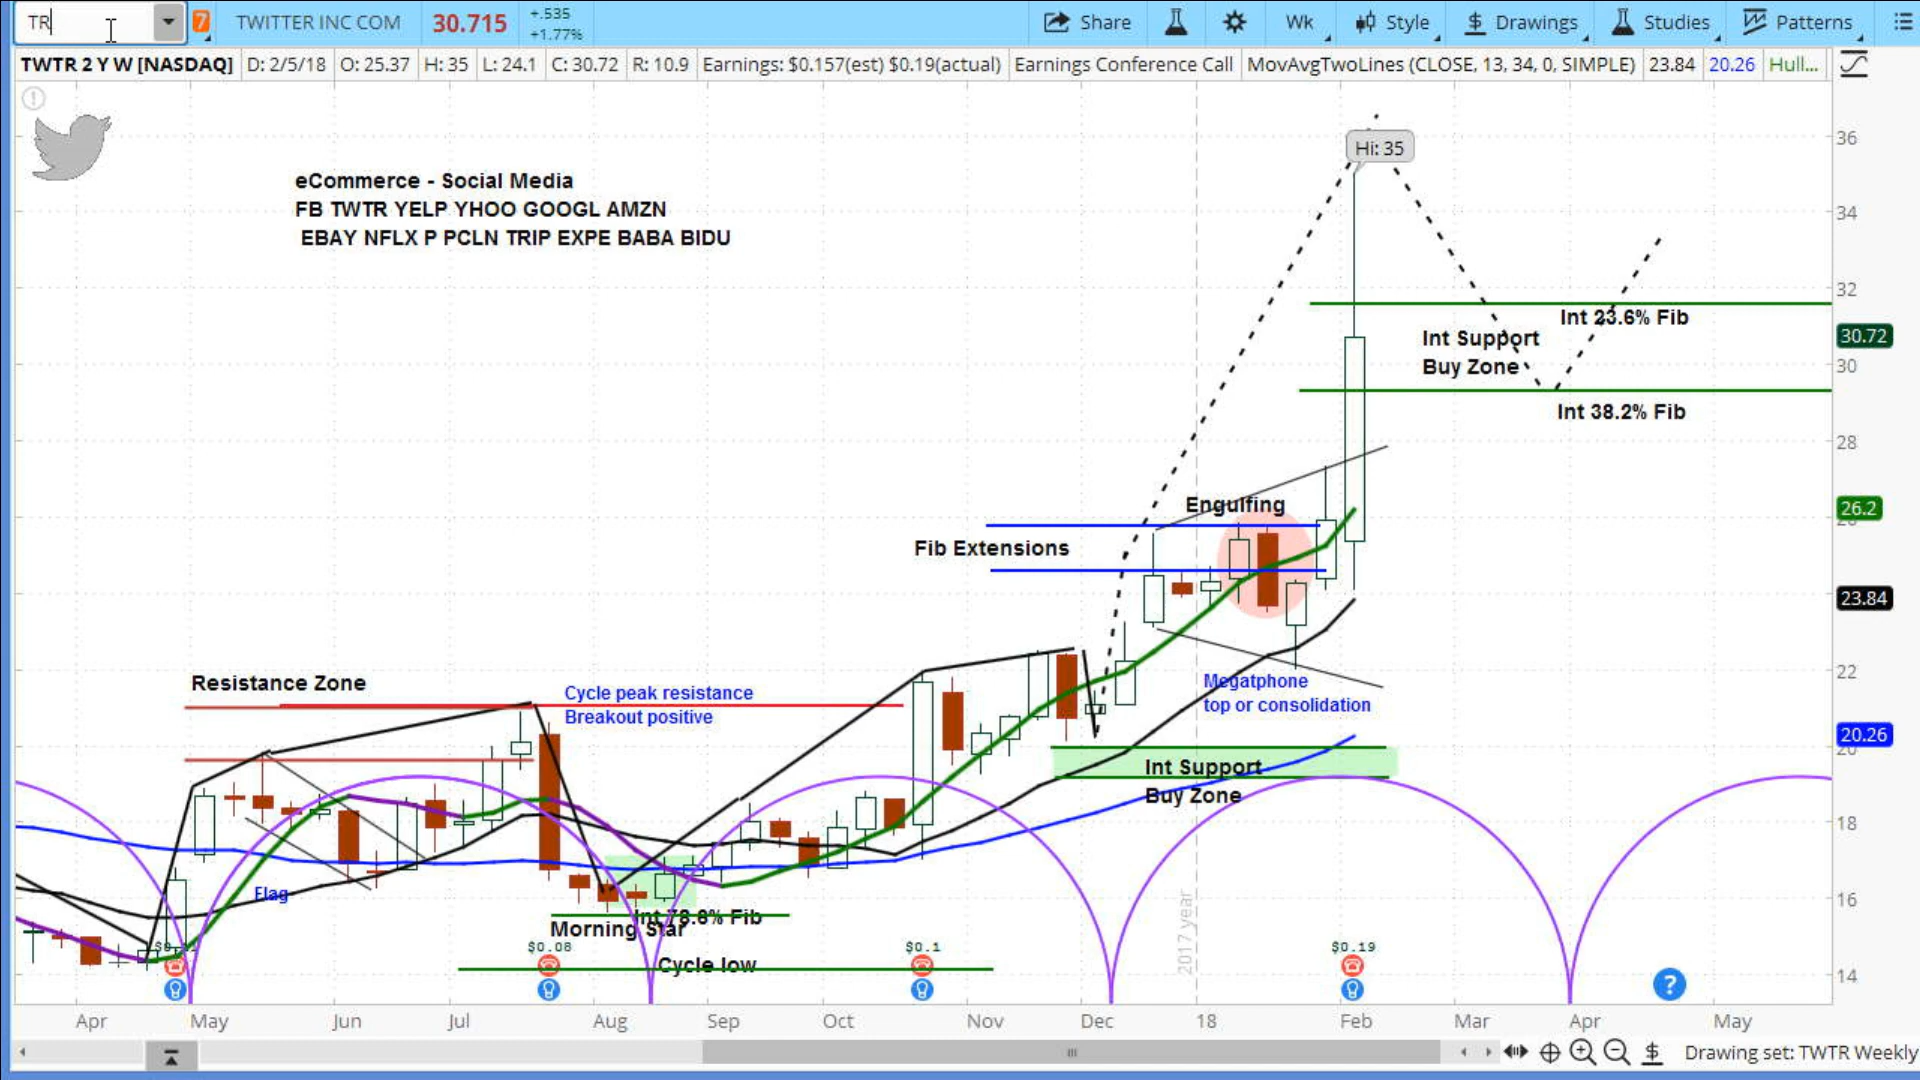 TR
7
TWITTER INC COM
30.715
+.535
+1.77%
Share
Wk
Style
$ Drawings
Studies
Patterns
TWTR 2 Y W [NASDAQ] D: 2/5/18 O: 25.37 H: 35 L: 24.1 C: 30.72 R: 10.9 Earnings: $0.157(est) $0.19(actual) Earnings Conference Call MovAvgTwoLines (CLOSE, 13, 34, 0, SIMPLE) 23.84 20.26 Hull...
eCommerce - Social Media
FB TWTR YELP YHOO GOOGL AMZN
EBAY NFLX P PCLN TRIP EXPE BABA BIDU
Hi: 35
36
34
32
30.72
30
28
26.2
23.84
22
20.26
20
18
16
14
Int 23.6% Fib
Int Support
Buy Zone
Int 38.2% Fib
Engulfing
Fib Extensions
Megatphone
top or consolidation
Resistance Zone
Cycle peak resistance
Breakout positive
Int Support
Buy Zone
Flag
Int 78.6% Fib
Morning Star
Cycle low
2017 year
$0.08
$0.1
$0.19
?
Apr May Jun Jul Aug Sep Oct Nov Dec 18 Feb Mar Apr May
$
Drawing set: TWTR Weekly